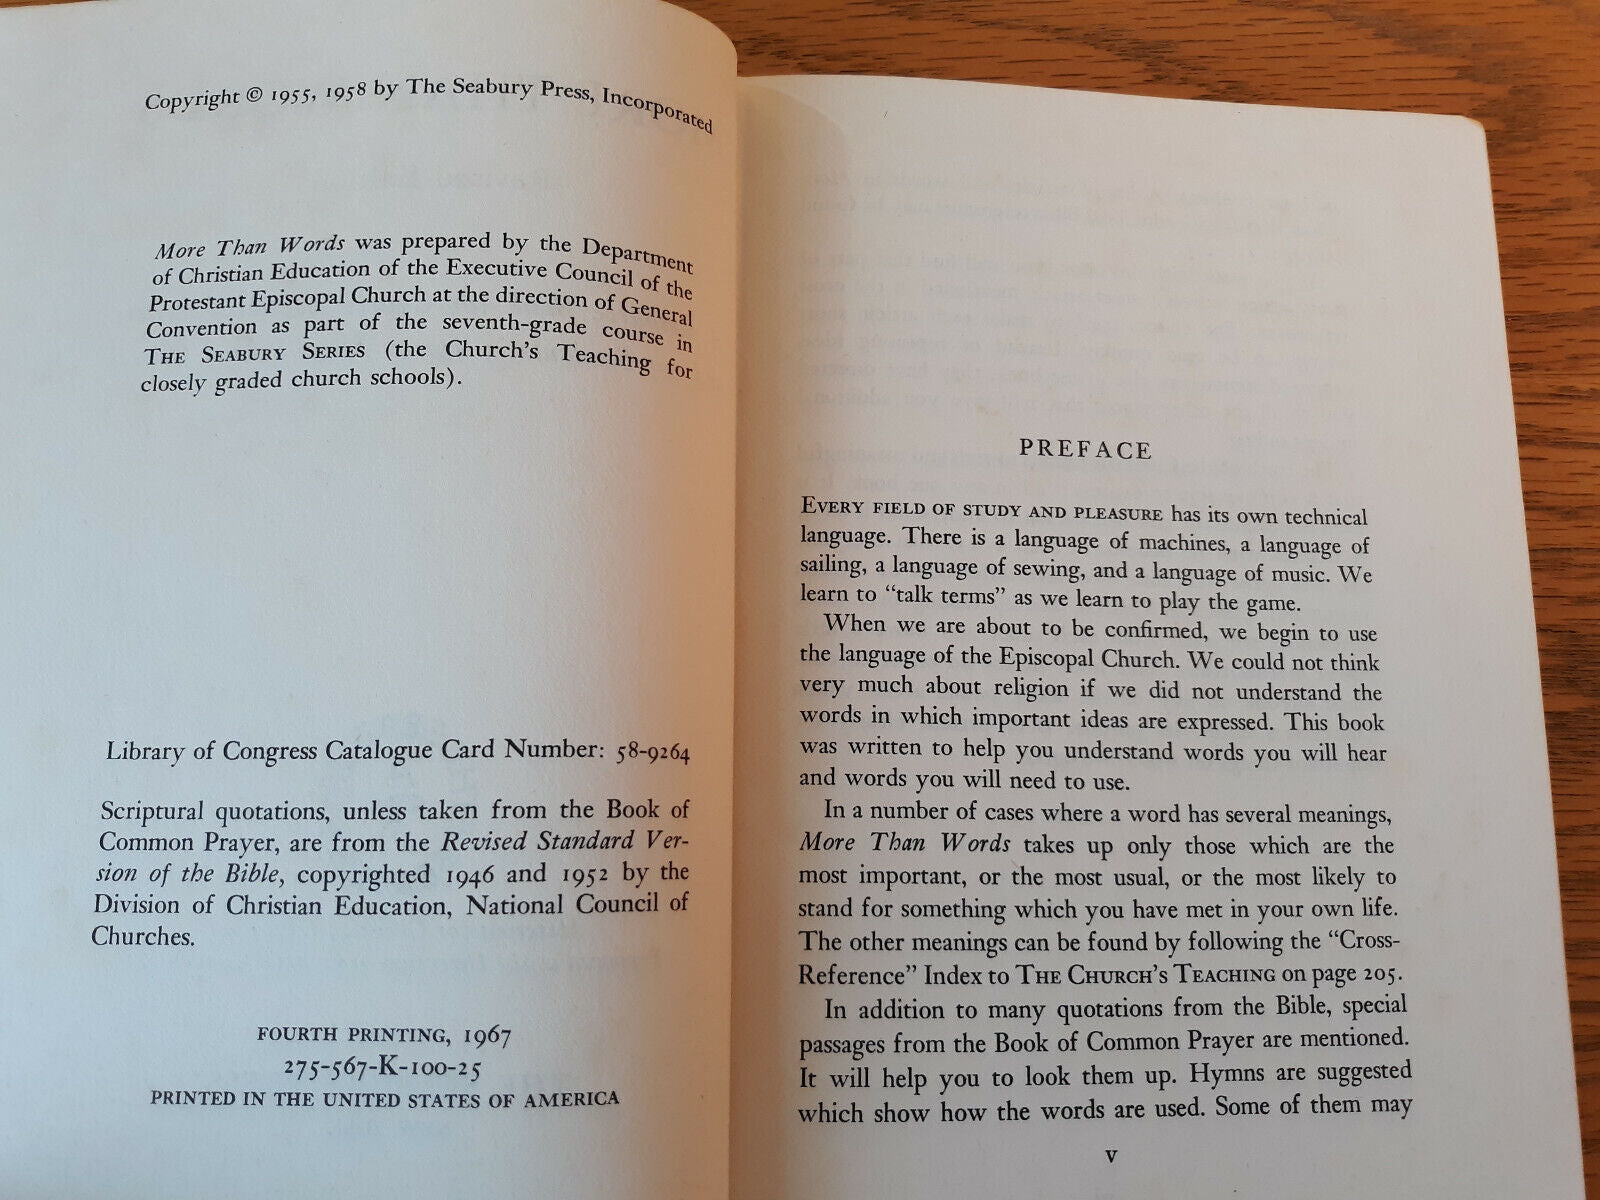 Copyright © 1955, 1958 by The Seabury Press, Incorporated
More Than Words was prepared by the Department
of Christian Education of the Executive Council of the
Protestant Episcopal Church at the direction of General
Convention as part of the seventh-grade course in
THE SEABURY SERIES (the Church's Teaching for
closely graded church schools).
Library of Congress Catalogue Card Number: 58-9264
Scriptural quotations, unless taken from the Book of
Common Prayer, are from the Revised Standard Ver-
sion of the Bible, copyrighted 1946 and 1952 by the
Division of Christian Education, National Council of
Churches.
FOURTH PRINTING, 1967
275-567-K-100-25
PRINTED IN THE UNITED STATES OF AMERICA
PREFACE
EVERY FIELD OF STUDY AND PLEASURE has its own technical
language. There is a language of machines, a language of
sailing, a language of sewing, and a language of music. We
learn to "talk terms" as we learn to play the game.
When we are about to be confirmed, we begin to use
the language of the Episcopal Church. We could not think
very much about religion if we did not understand the
words in which important ideas are expressed. This book
was written to help you understand words you will hear
and words you will need to use.
In a number of cases where a word has several meanings,
More Than Words takes up only those which are the
most important, or the most usual, or the most likely to
stand for something which you have met in your own life.
The other meanings can be found by following the "Cross-
Reference" Index to THE CHURCH'S TEACHING on page 205.
In addition to many quotations from the Bible, special
passages from the Book of Common Prayer are mentioned.
It will help you to look them up. Hymns are suggested
which show how the words are used. Some of them may
v